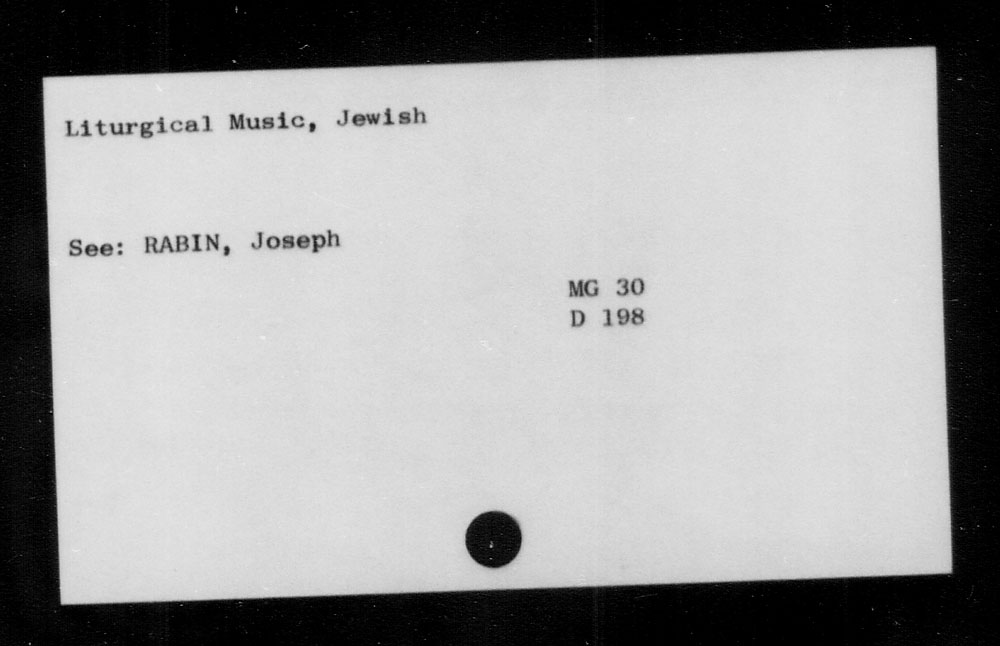 Liturgical Music, Jewish
See: RABIN, Joseph
MG 30
D 198